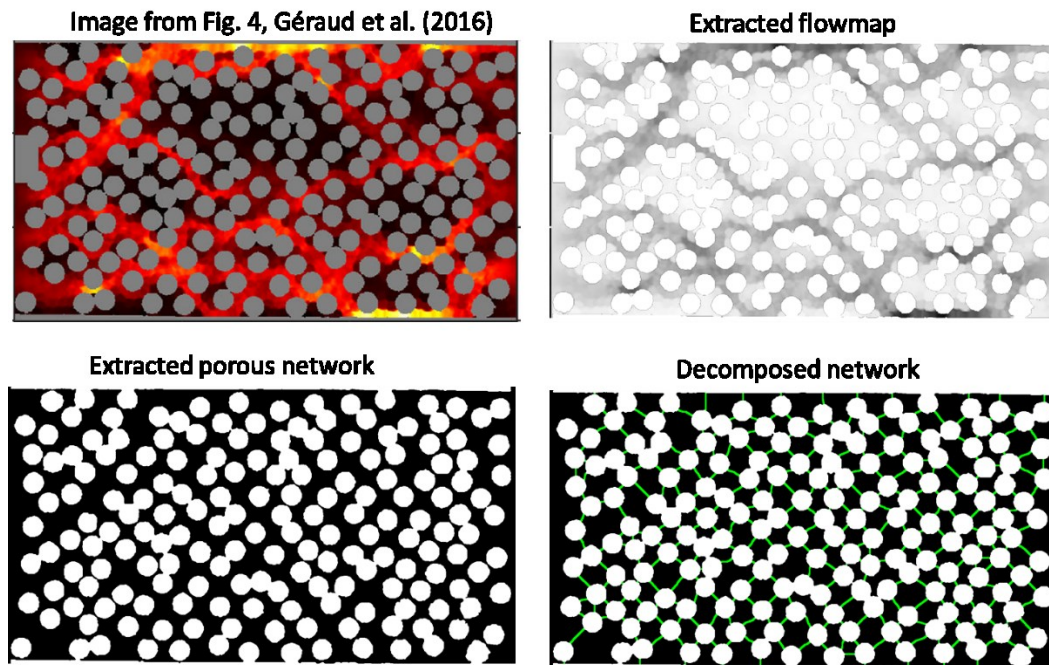 Image from Fig. 4, Géraud et al. (2016)
Extracted flowmap
Extracted porous network
Decomposed network